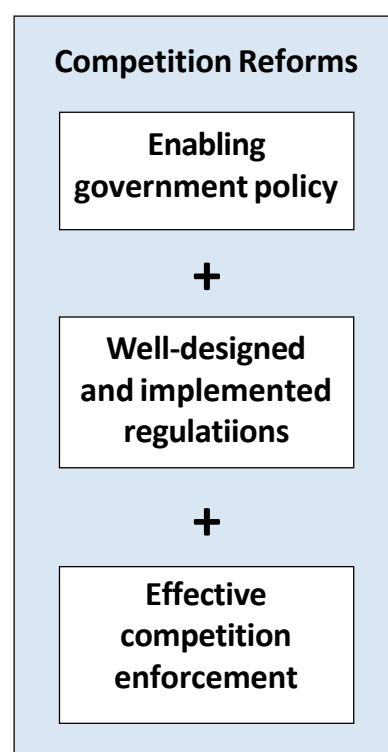 Competition Reforms
Enabling
government policy
+
Well-designed
and implemented
regulatiions
+
Effective
competition
enforcement